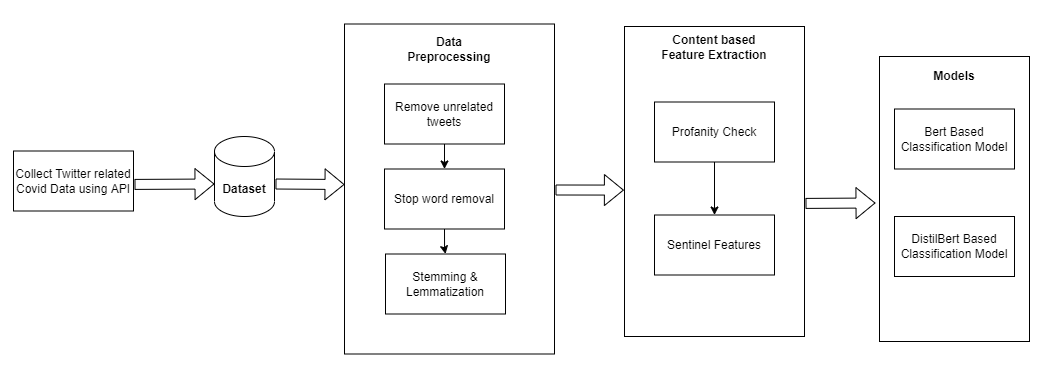 Collect Twitter related
Covid Data using API
Dataset
Data
Preprocessing
Remove unrelated
tweets
Stop word removal
Stemming &
Lemmatization
Content based
Feature Extraction
Profanity Check
Sentinel Features
Models
Bert Based
Classification Model
DistilBert Based
Classification Model